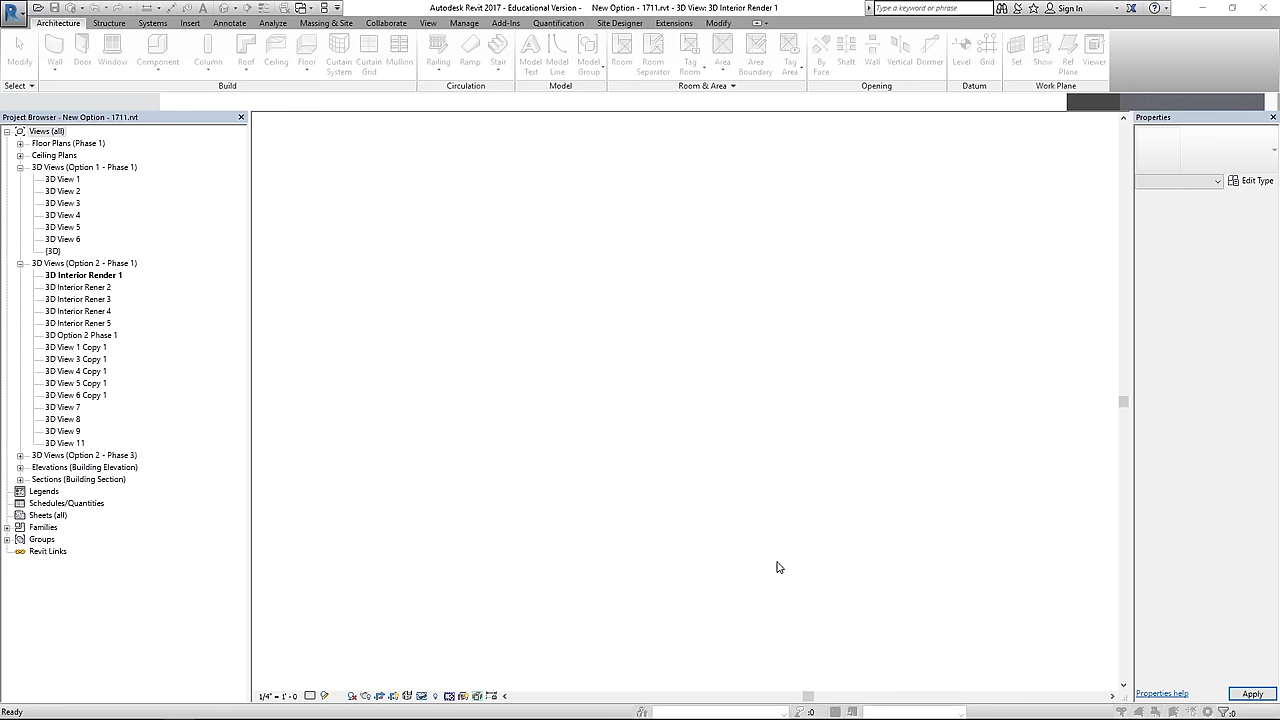 Autodesk Revit 2017 - Educational Version - New Option - 1711.rvt - 3D View: 3D Interior Render 1
Type a keyword or phrase
Sign In
Architecture Structure Systems Insert Annotate Analyze Massing & Site Collaborate View Manage Add-Ins Quantification Site Designer Extensions Modify
Modify Wall Door Window Component Column Roof Ceiling Floor Curtain System Curtain Grid Mullion Railing Ramp Stair Model Text Model Line Model Group Room Room Separator Tag Room Area Area Boundary Tag Area By Face Shaft Wall Vertical Dormer Level Grid Set Show Ref Plane Viewer
Select Build Circulation Model Room & Area Opening Datum Work Plane
Project Browser - New Option - 1711.rvt
Properties
Views (all)
Floor Plans (Phase 1)
Ceiling Plans
3D Views (Option 1 - Phase 1)
3D View 1
3D View 2
3D View 3
3D View 4
3D View 5
3D View 6
{3D}
3D Views (Option 2 - Phase 1)
3D Interior Render 1
3D Interior Rener 2
3D Interior Rener 3
3D Interior Rener 4
3D Interior Rener 5
3D Option 2 Phase 1
3D View 1 Copy 1
3D View 3 Copy 1
3D View 4 Copy 1
3D View 5 Copy 1
3D View 6 Copy 1
3D View 7
3D View 8
3D View 9
3D View 11
3D Views (Option 2 - Phase 3)
Elevations (Building Elevation)
Sections (Building Section)
Legends
Schedules/Quantities
Sheets (all)
Families
Groups
Revit Links
Edit Type
1/4" = 1'-0
Properties help
Apply
Ready
:0
:0